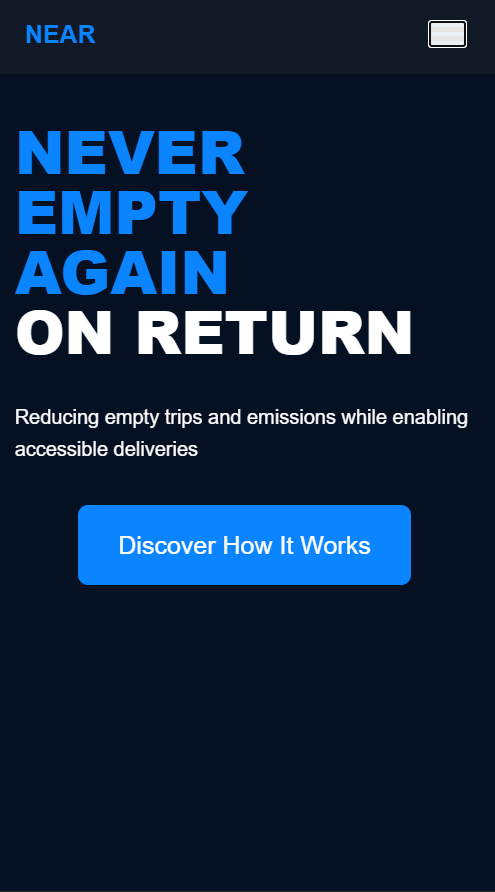 NEAR
NEVER
EMPTY
AGAIN
ON RETURN
Reducing empty trips and emissions while enabling
accessible deliveries
Discover How It Works